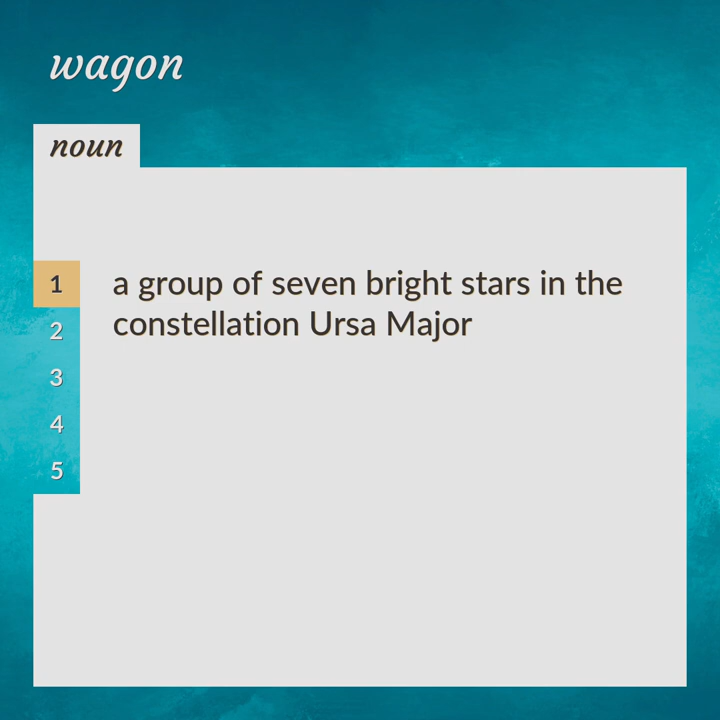 wagon
noun
1
a group of seven bright stars in the
constellation Ursa Major
2
3
4
5